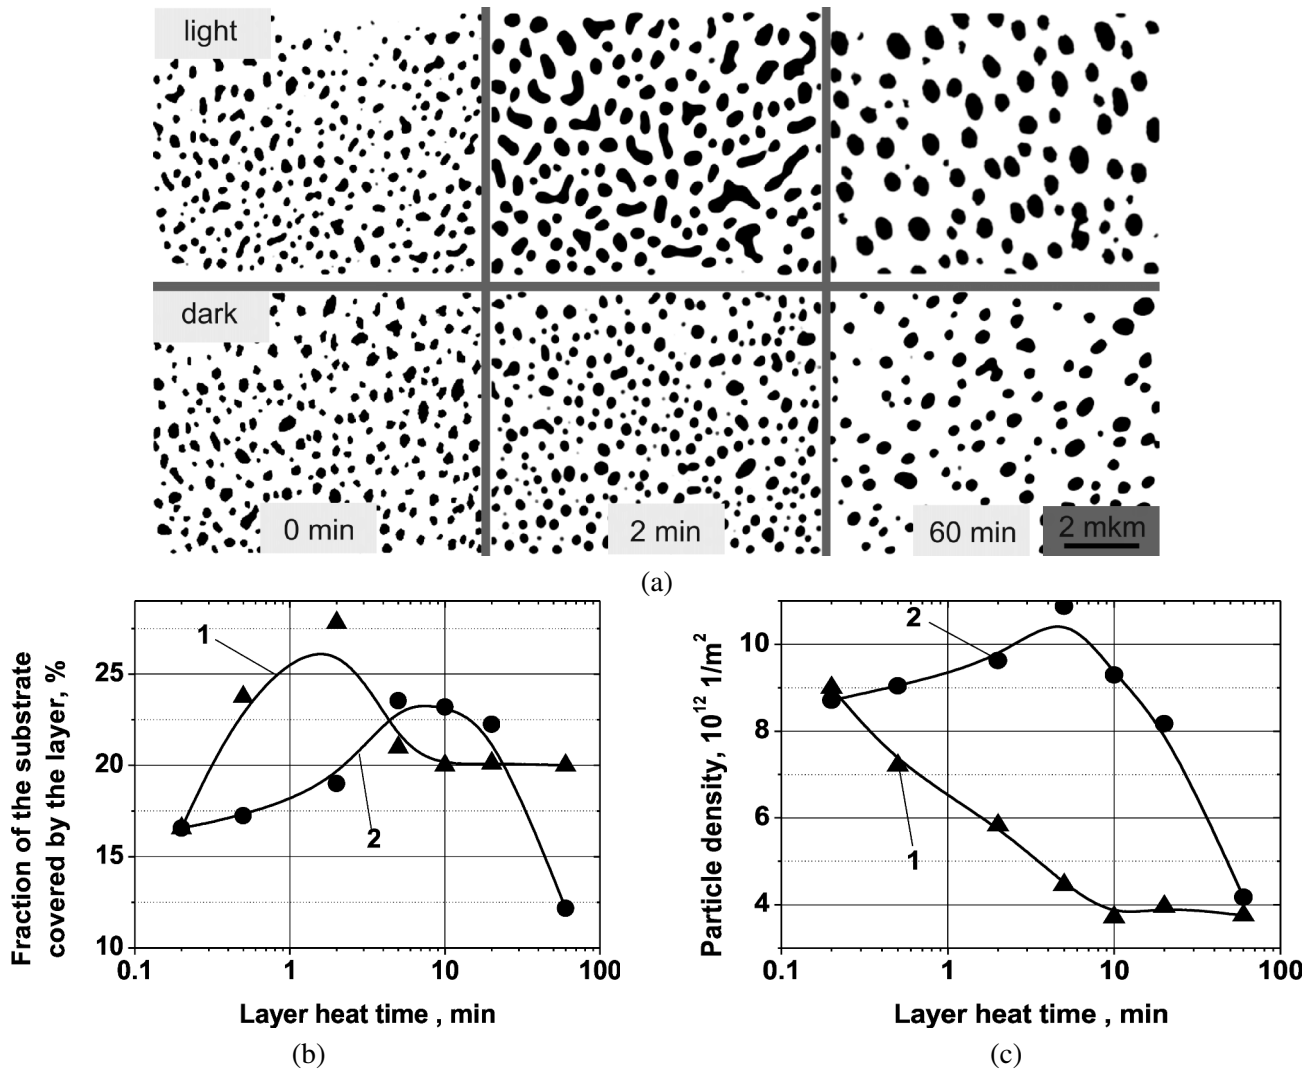 light
dark
0 min
2 min
60 min
2 mkm
(a)
Fraction of the substrate
covered by the layer, %
25
20
15
10
0.1
1
10
100
1
2
Layer heat time , min
(b)
Particle density, 10¹² 1/m²
10
8
6
4
0.1
1
10
100
2
1
Layer heat time , min
(c)